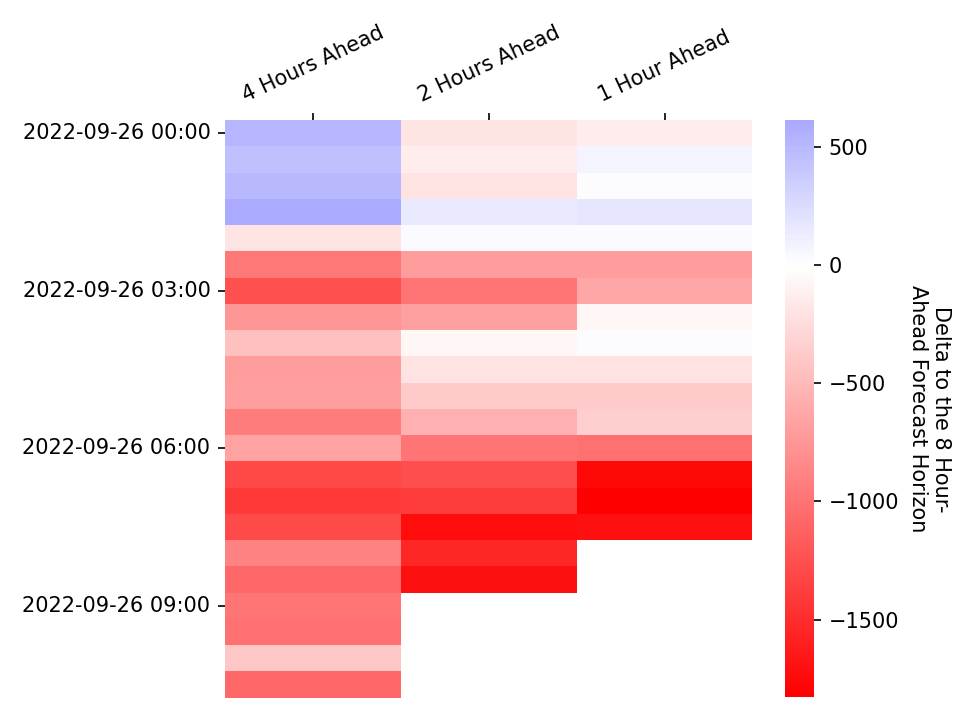 4 Hours Ahead
2 Hours Ahead
1 Hour Ahead
2022-09-26 00:00
2022-09-26 03:00
2022-09-26 06:00
2022-09-26 09:00
500
0
−500
−1000
−1500
Delta to the 8 Hour-
Ahead Forecast Horizon